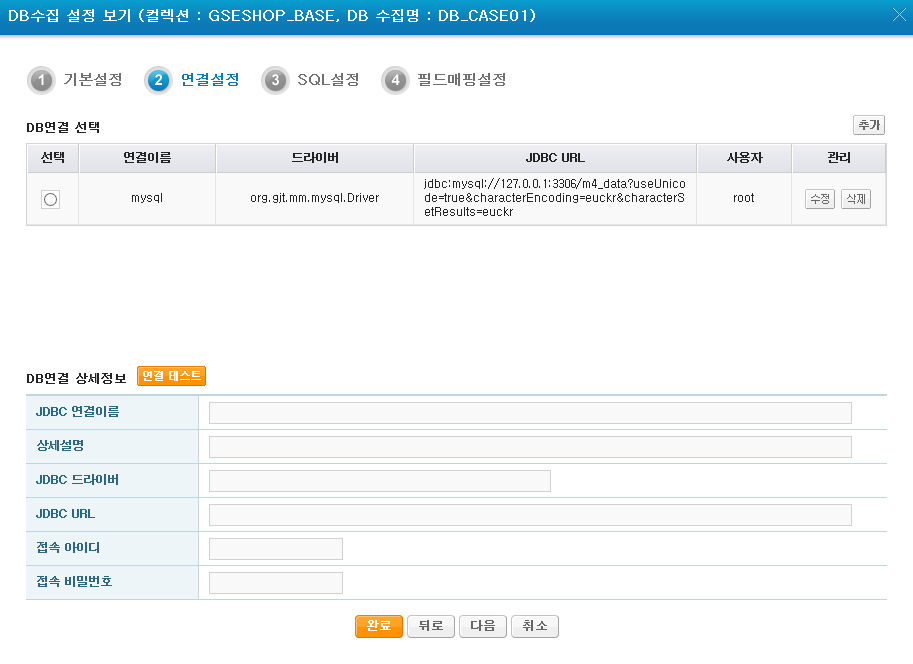 DB수집 설정 보기 (컬렉션 : GSESHOP_BASE, DB 수집명 : DB_CASE01)
1 기본설정 2 연결설정 3 SQL설정 4 필드매핑설정
DB연결 선택 추가
선택 연결이름 드라이버 JDBC URL 사용자 관리
mysql org.gjt.mm.mysql.Driver jdbc:mysql://127.0.0.1:3306/m4_data?useUnico
de=true&characterEncoding=euckr&characterS
etResults=euckr root 수정 삭제
DB연결 상세정보 연결 테스트
JDBC 연결이름
상세설명
JDBC 드라이버
JDBC URL
접속 아이디
접속 비밀번호
완료 뒤로 다음 취소